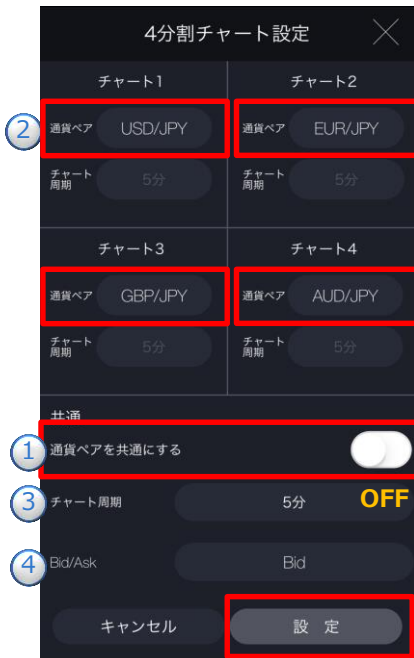 4分割チャート設定
チャート1 チャート2
② 通貨ペア USD/JPY 通貨ペア EUR/JPY
チャート周期 5分 チャート周期 5分
チャート3 チャート4
通貨ペア GBP/JPY 通貨ペア AUD/JPY
チャート周期 5分 チャート周期 5分
共通
① 通貨ペアを共通にする
③ チャート周期 5分 OFF
④ Bid/Ask Bid
キャンセル 設 定